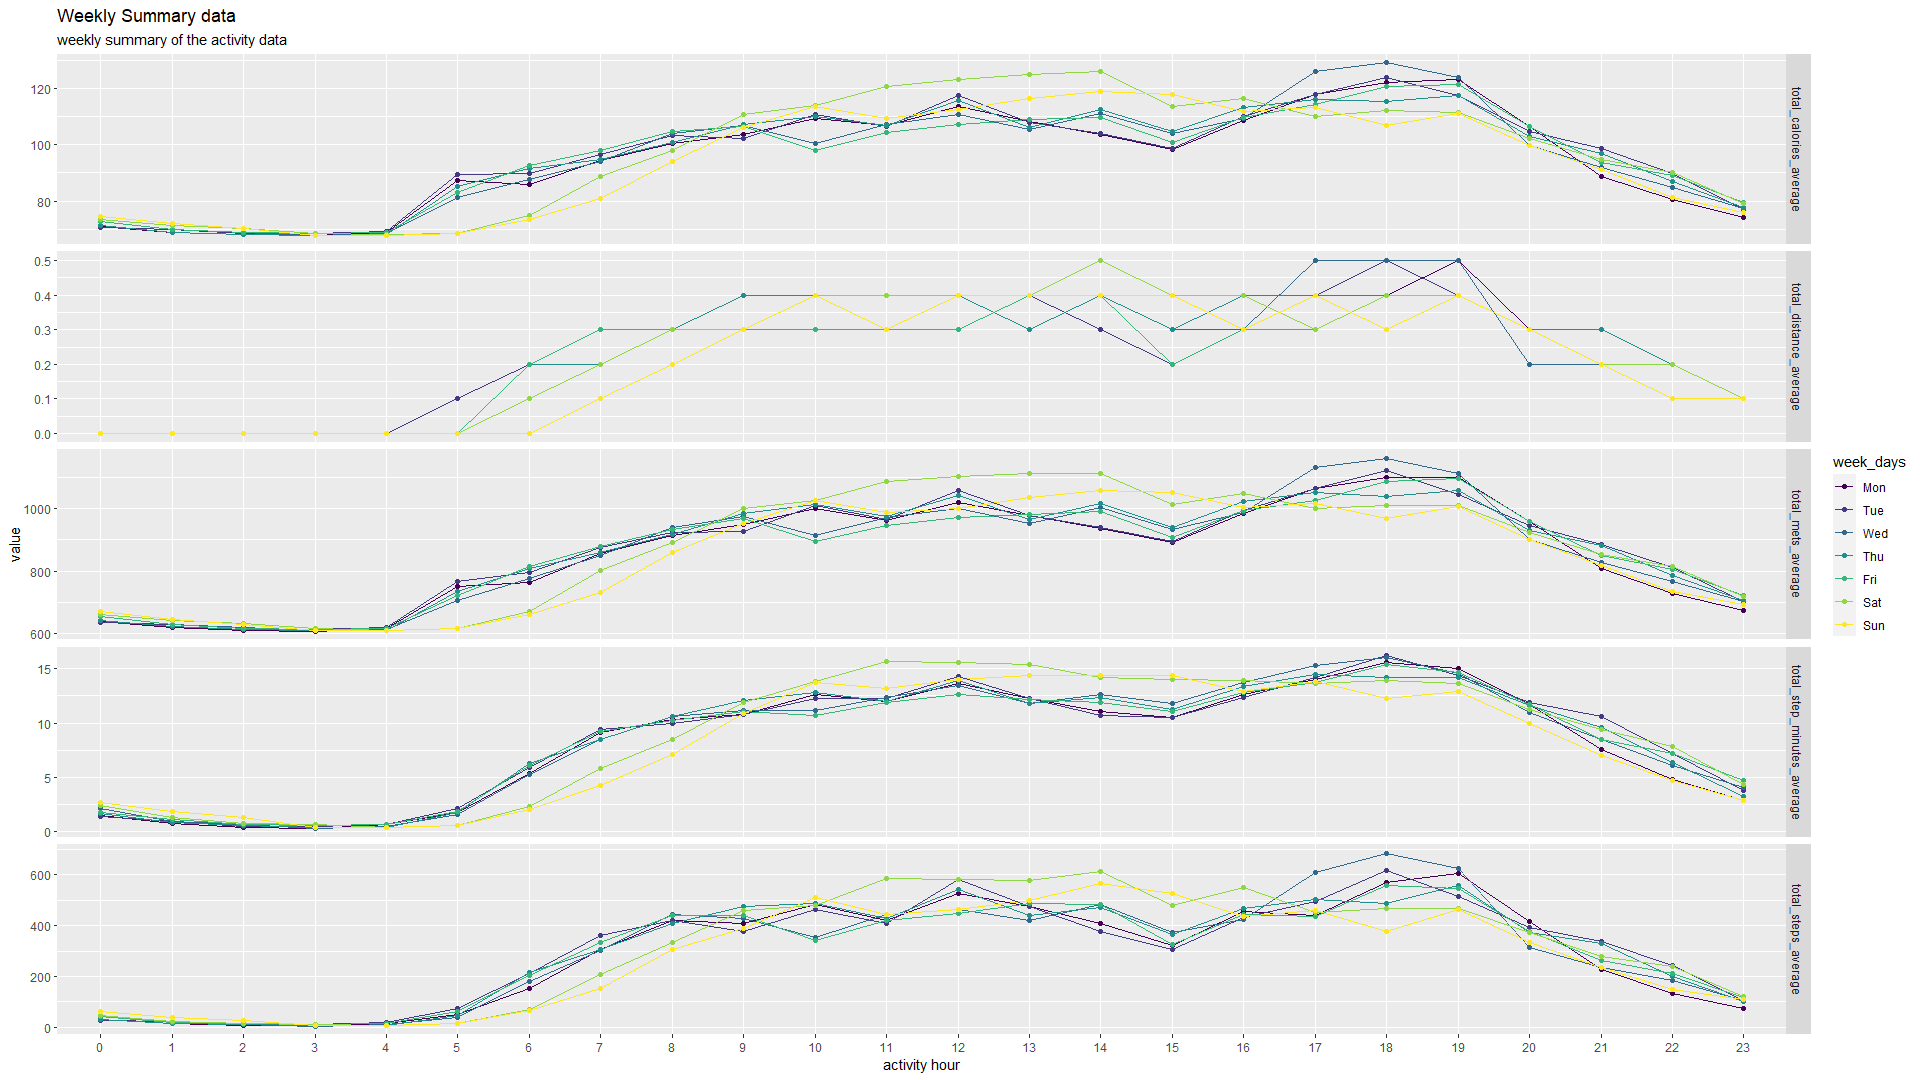 Weekly Summary data
weekly summary of the activity data
120
100
80
total_calories_average
0.5
0.4
0.3
0.2
0.1
0.0
total_distance_average
1000
800
600
total_mets_average
15
10
5
0
total_step_minutes_average
600
400
200
0
total_steps_average
value
0 1 2 3 4 5 6 7 8 9 10 11 12 13 14 15 16 17 18 19 20 21 22 23
activity hour
week_days
Mon
Tue
Wed
Thu
Fri
Sat
Sun